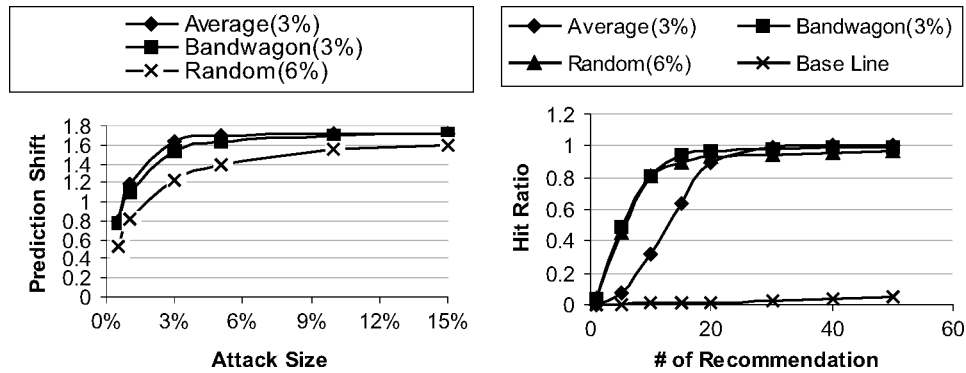 Average(3%)
Bandwagon(3%)
Random(6%)
Prediction Shift
1.8
1.6
1.4
1.2
1
0.8
0.6
0.4
0.2
0
0%
3%
6%
9%
12%
15%
Attack Size
Average(3%)
Bandwagon(3%)
Random(6%)
Base Line
Hit Ratio
1.2
1
0.8
0.6
0.4
0.2
0
0
20
40
60
# of Recommendation